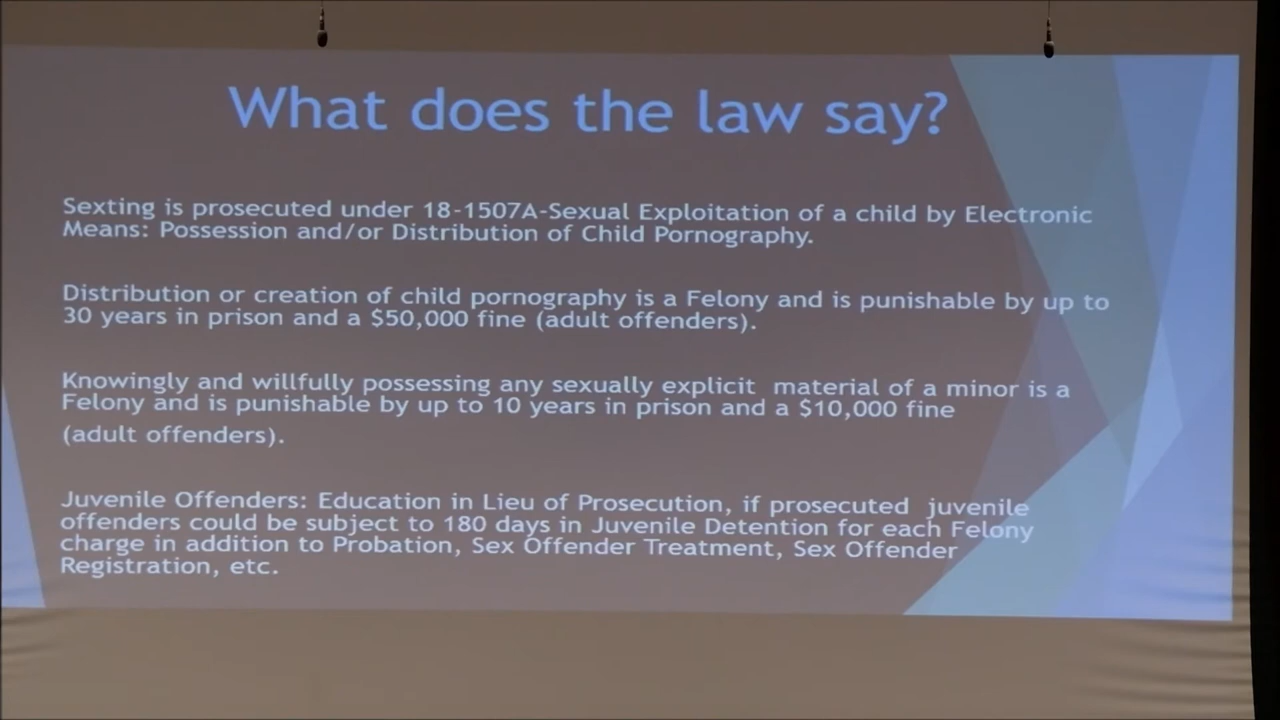 What does the law say?
Sexting is prosecuted under 18-1507A-Sexual Exploitation of a child by Electronic
Means: Possession and/or Distribution of Child Pornography.
Distribution or creation of child pornography is a Felony and is punishable by up to
30 years in prison and a $50,000 fine (adult offenders).
Knowingly and willfully possessing any sexually explicit material of a minor is a
Felony and is punishable by up to 10 years in prison and a $10,000 fine
(adult offenders).
Juvenile Offenders: Education in Lieu of Prosecution, if prosecuted juvenile
offenders could be subject to 180 days in Juvenile Detention for each Felony
charge in addition to Probation, Sex Offender Treatment, Sex Offender
Registration, etc.